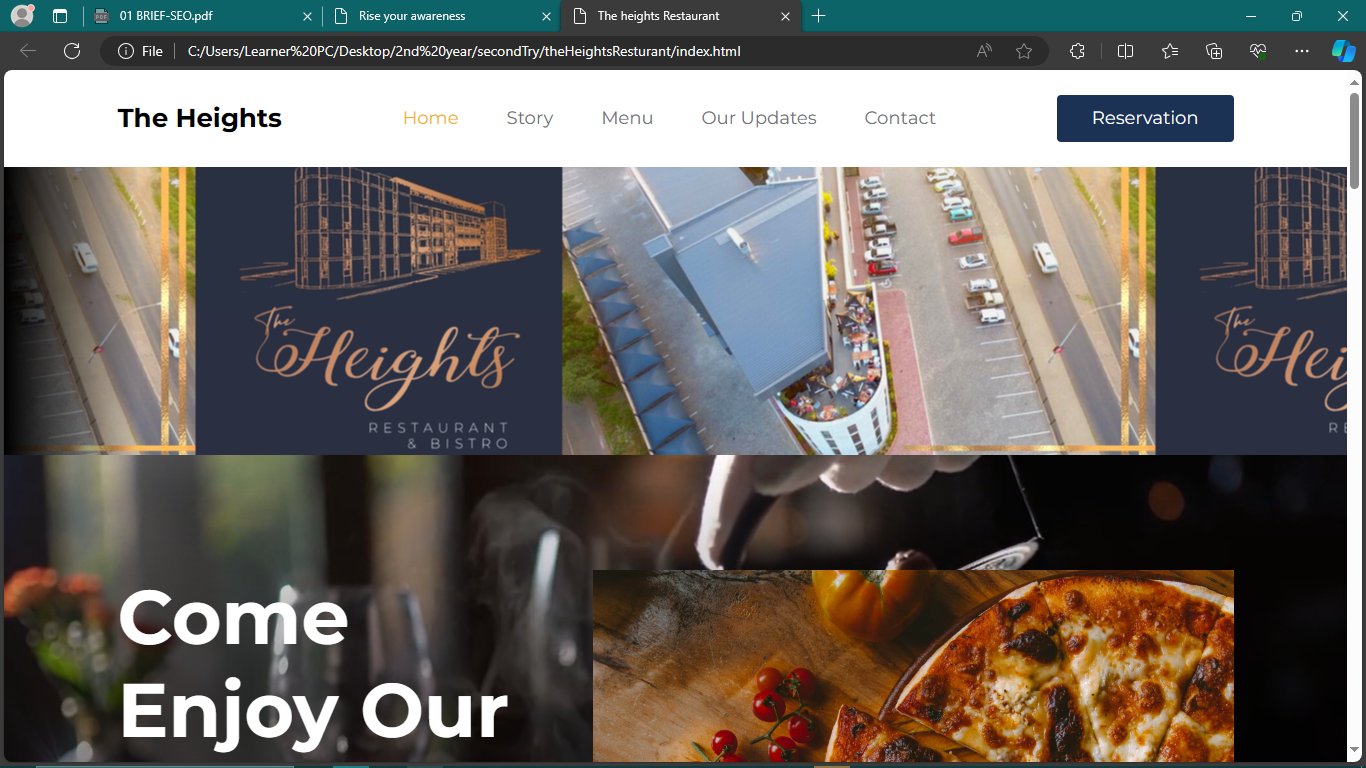 01 BRIEF-SEO.pdf
Rise your awareness
The heights Restaurant
File
C:/Users/Learner%20PC/Desktop/2nd%20year/secondTry/theHeightsResturant/index.html
The Heights
Home
Story
Menu
Our Updates
Contact
Reservation
The
Heights
RESTAURANT
& BISTRO
The
Hei
RE
Come
Enjoy Our